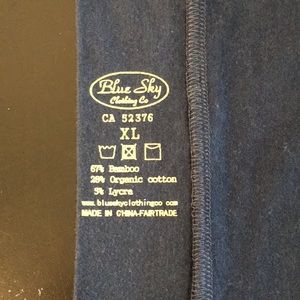 Blue Sky
Clothing Co
CA 52376
XL
67% Bamboo
28% Organic cotton
5% Lycra
www.blueskyclothingco.com
MADE IN CHINA-FAIRTRADE